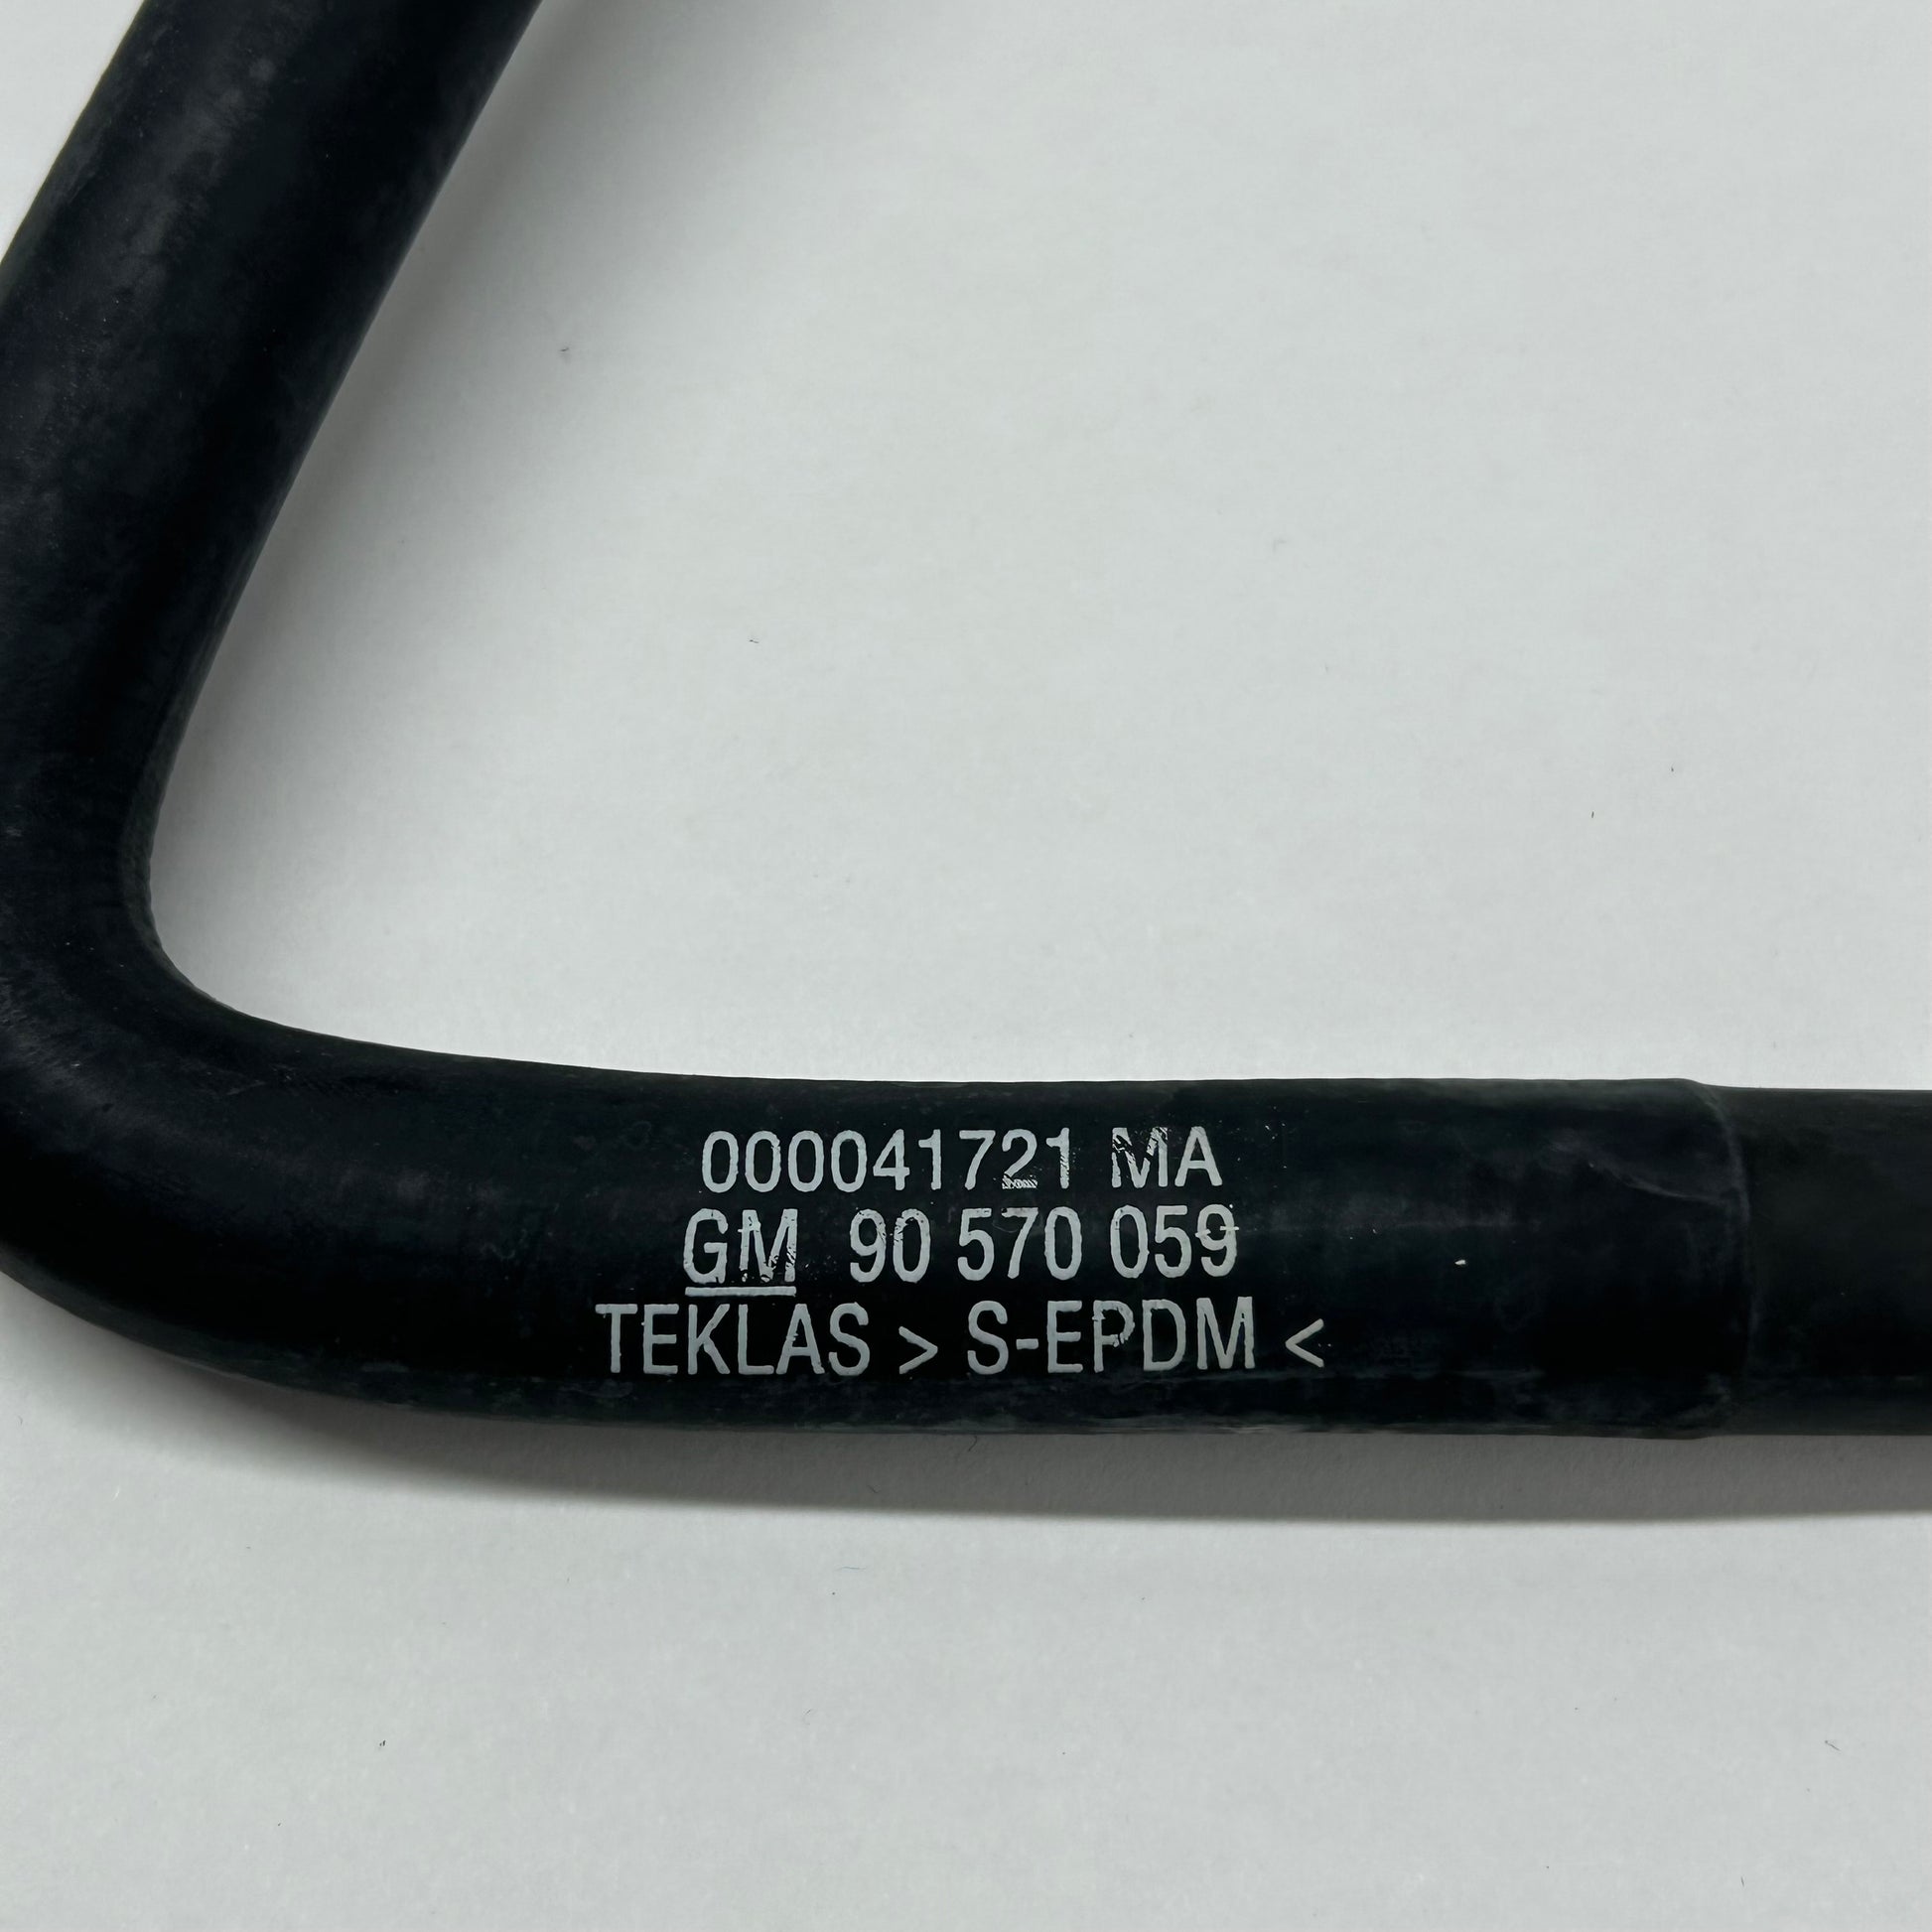 000041721 MA
GM 90 570 059
TEKLAS > S-EPDM <